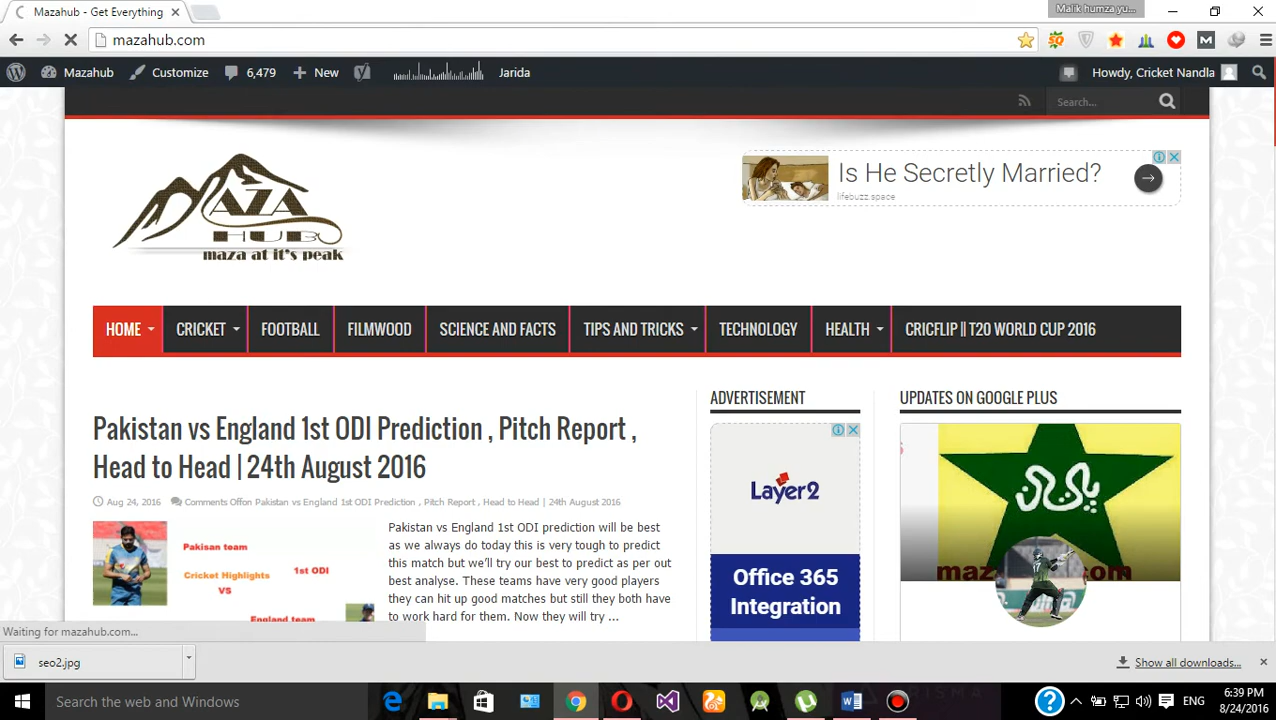 Mazahub - Get Everything
Malik humza yu...
mazahub.com
Mazahub
Customize
6,479
New
Jarida
Howdy, Cricket Nandla
Search...
MAZA
HUB
maza at it's peak
Is He Secretly Married?
lifebuzz.space
HOME
CRICKET
FOOTBALL
FILMWOOD
SCIENCE AND FACTS
TIPS AND TRICKS
TECHNOLOGY
HEALTH
CRICFLIP || T20 WORLD CUP 2016
Pakistan vs England 1st ODI Prediction , Pitch Report ,
Head to Head | 24th August 2016
Aug 24, 2016
Comments Offon Pakistan vs England 1st ODI Prediction , Pitch Report , Head to Head | 24th August 2016
Pakisan team
Cricket Highlights
1st ODI
VS
England team
Pakistan vs England 1st ODI prediction will be best
as we always do today this is very tough to predict
this match but we'll try our best to predict as per out
best analyse. These teams have very good players
they can hit up good matches but still they both have
to work hard for them. Now they will try ...
ADVERTISEMENT
Layer2
Office 365
Integration
UPDATES ON GOOGLE PLUS
Waiting for mazahub.com...
seo2.jpg
Show all downloads...
Search the web and Windows
ENG
6:39 PM
8/24/2016